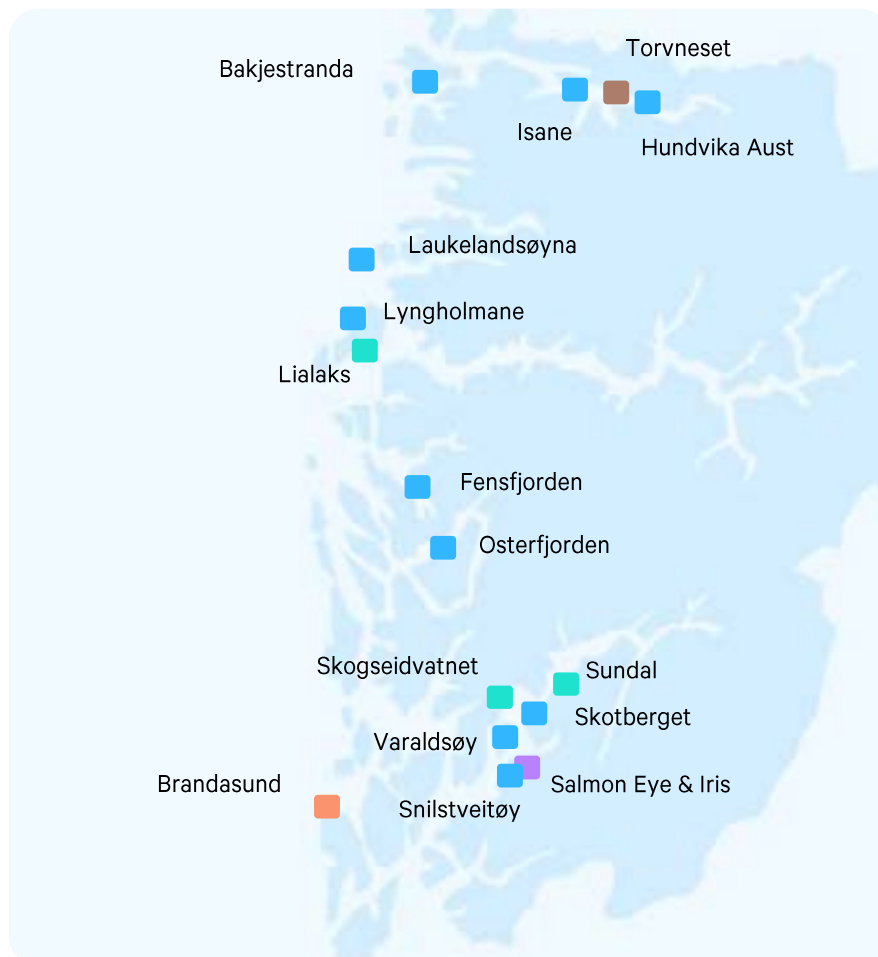 Torvneset
Bakjestranda
Isane
Hundvika Aust
Laukelandsøyna
Lyngholmane
Lialaks
Fensfjorden
Osterfjorden
Skogseidvatnet
Sundal
Skotberget
Varaldsøy
Brandasund
Salmon Eye & Iris
Snilstveitøy